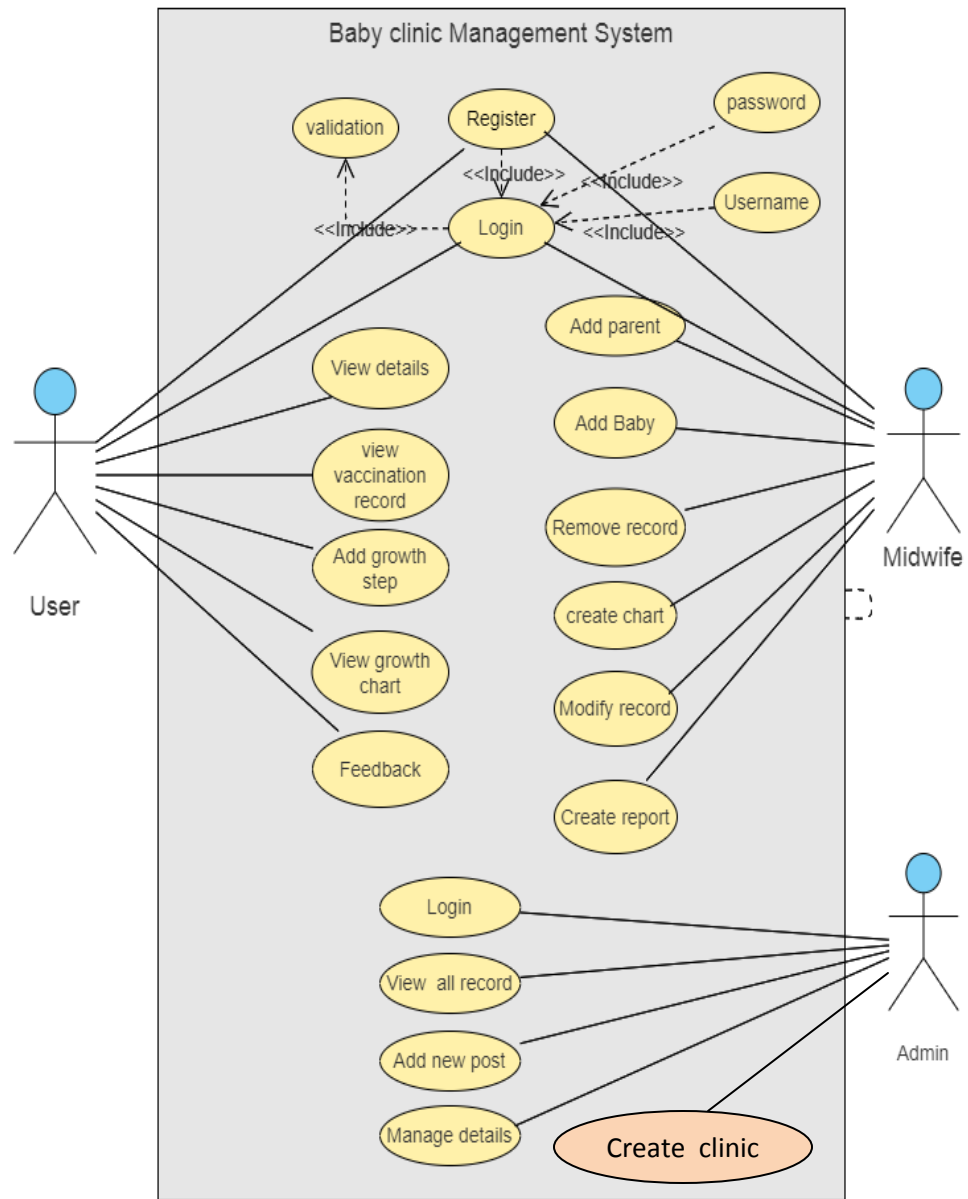 Baby clinic Management System
validation
Register
password
<<Include>>
<<Include>>
Username
<<Include>>
Login
<<Include>>
Add parent
View details
Add Baby
view
vaccination
record
Remove record
Add growth
step
Midwife
User
create chart
View growth
chart
Modify record
Feedback
Create report
Login
View all record
Admin
Add new post
Manage details
Create clinic